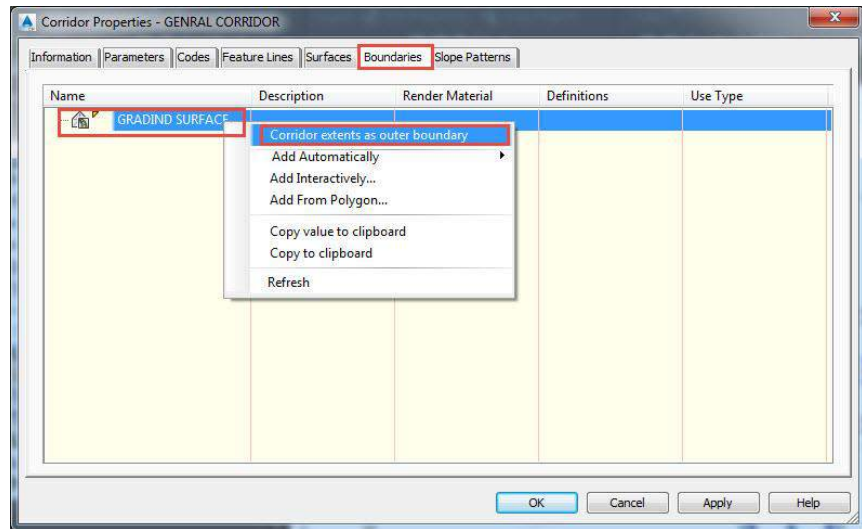 Corridor Properties - GENRAL CORRIDOR
Information Parameters Codes Feature Lines Surfaces Boundaries Slope Patterns
Name Description Render Material Definitions Use Type
GRADIND SURFACE
Corridor extents as outer boundary
Add Automatically
Add Interactively...
Add From Polygon...
Copy value to clipboard
Copy to clipboard
Refresh
OK Cancel Apply Help